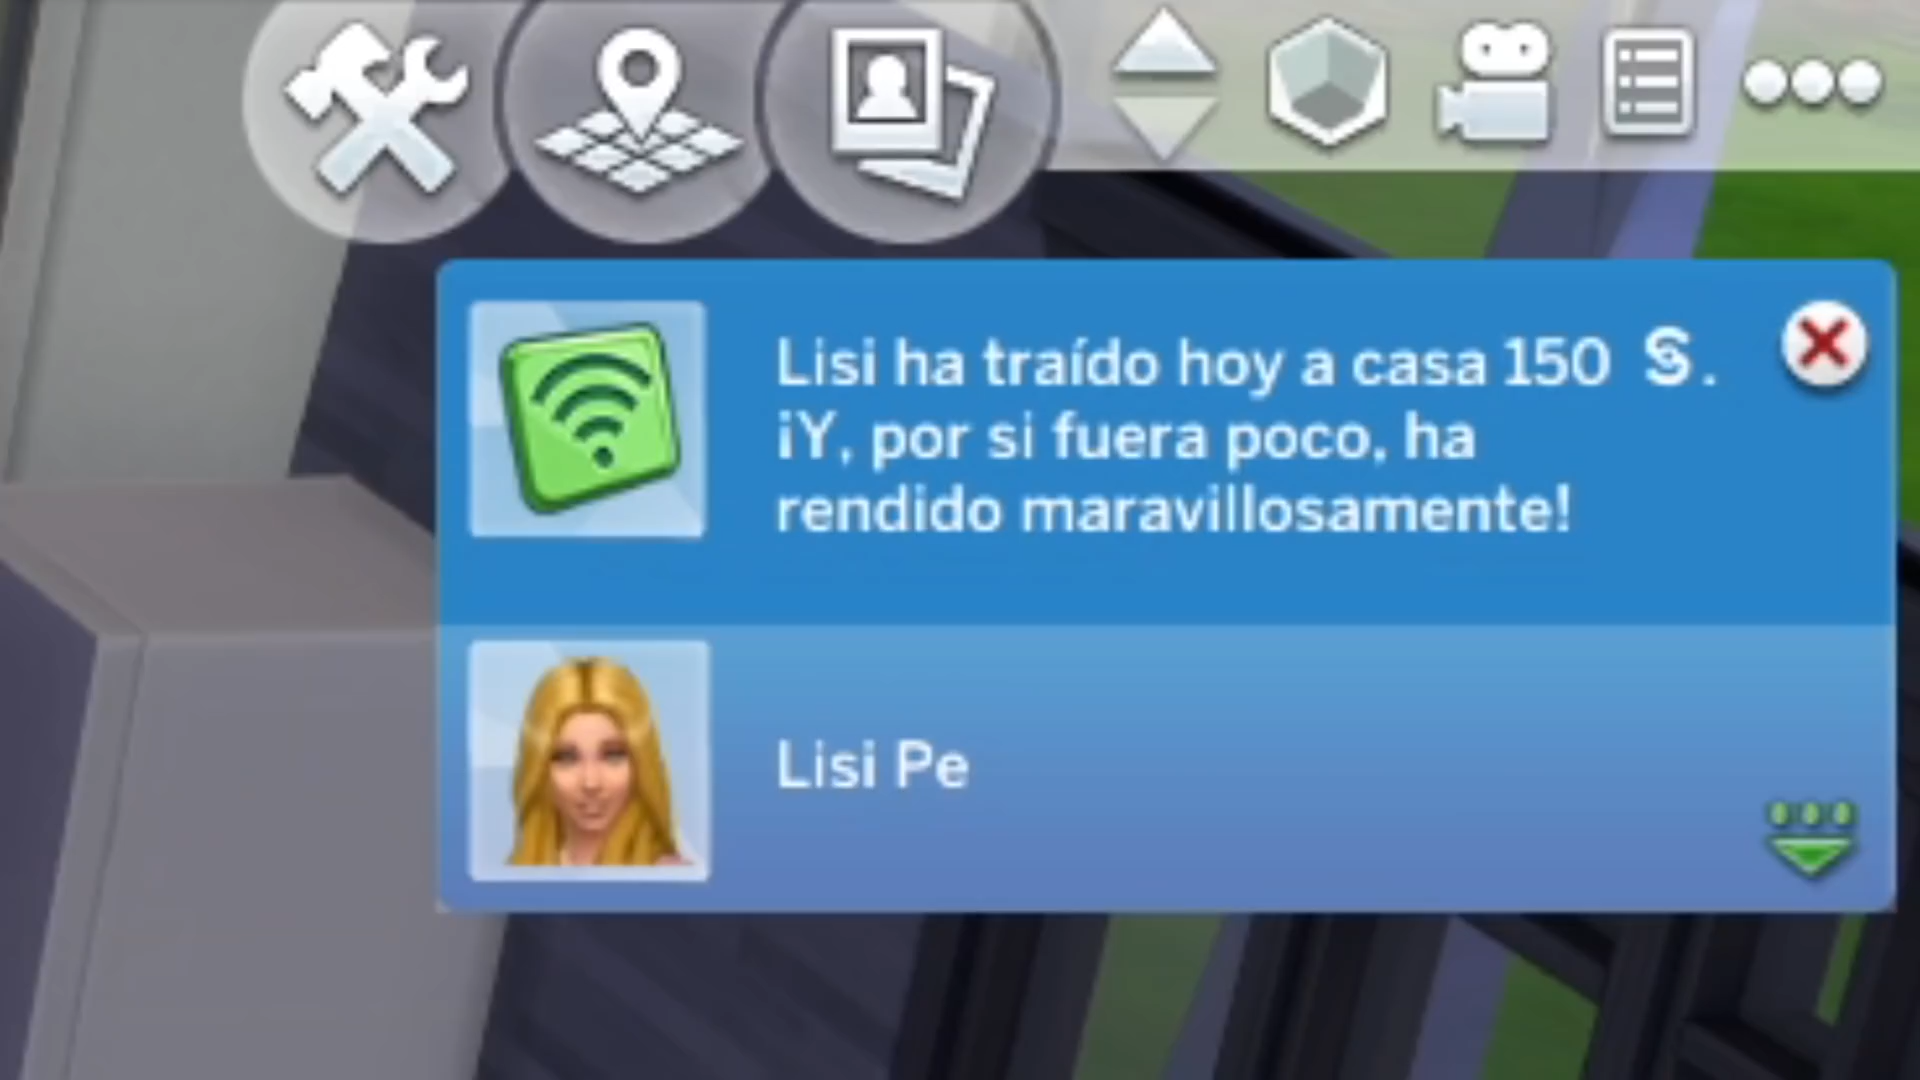 Lisi ha traído hoy a casa 150 §.
¡Y, por si fuera poco, ha
rendido maravillosamente!
Lisi Pe